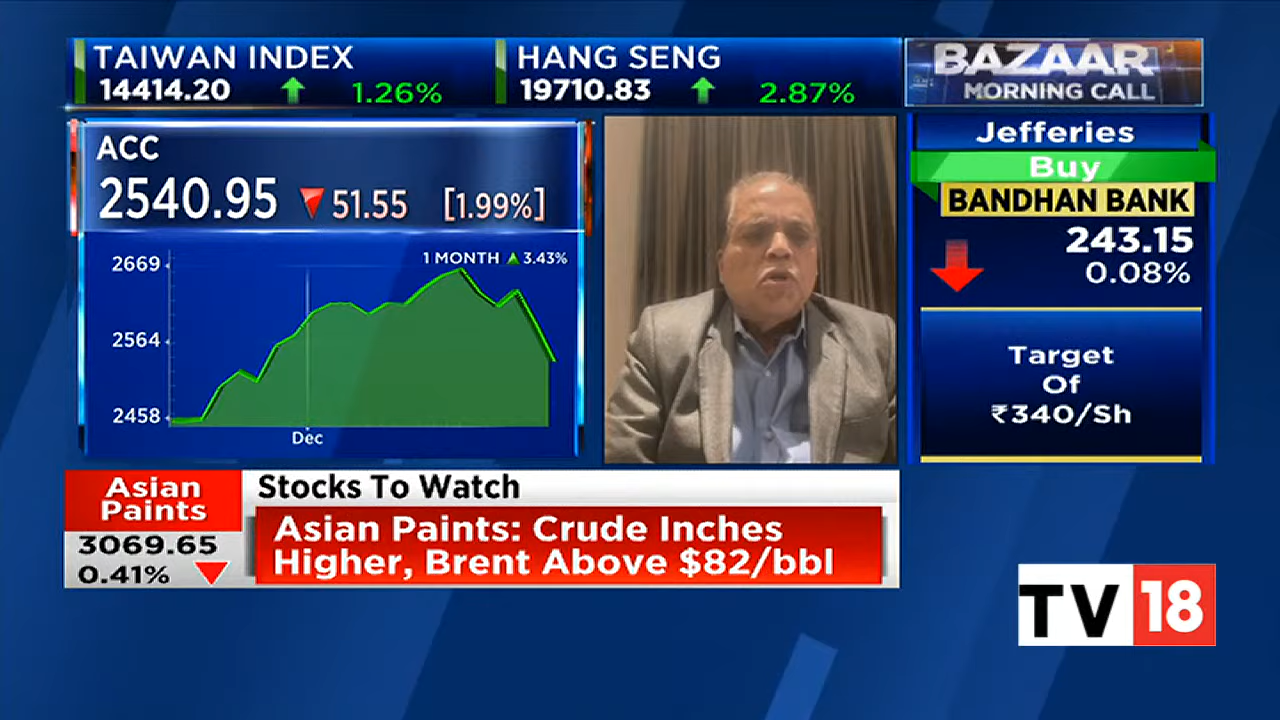 TAIWAN INDEX
14414.20 1.26%
HANG SENG
19710.83 2.87%
BAZAAR
MORNING CALL
ACC
2540.95 51.55 [1.99%]
1 MONTH 3.43%
2669
2564
2458
Dec
Jefferies
Buy
BANDHAN BANK
243.15
0.08%
Target
Of
₹340/Sh
Asian
Paints
3069.65
0.41%
Stocks To Watch
Asian Paints: Crude Inches
Higher, Brent Above $82/bbl
TV18